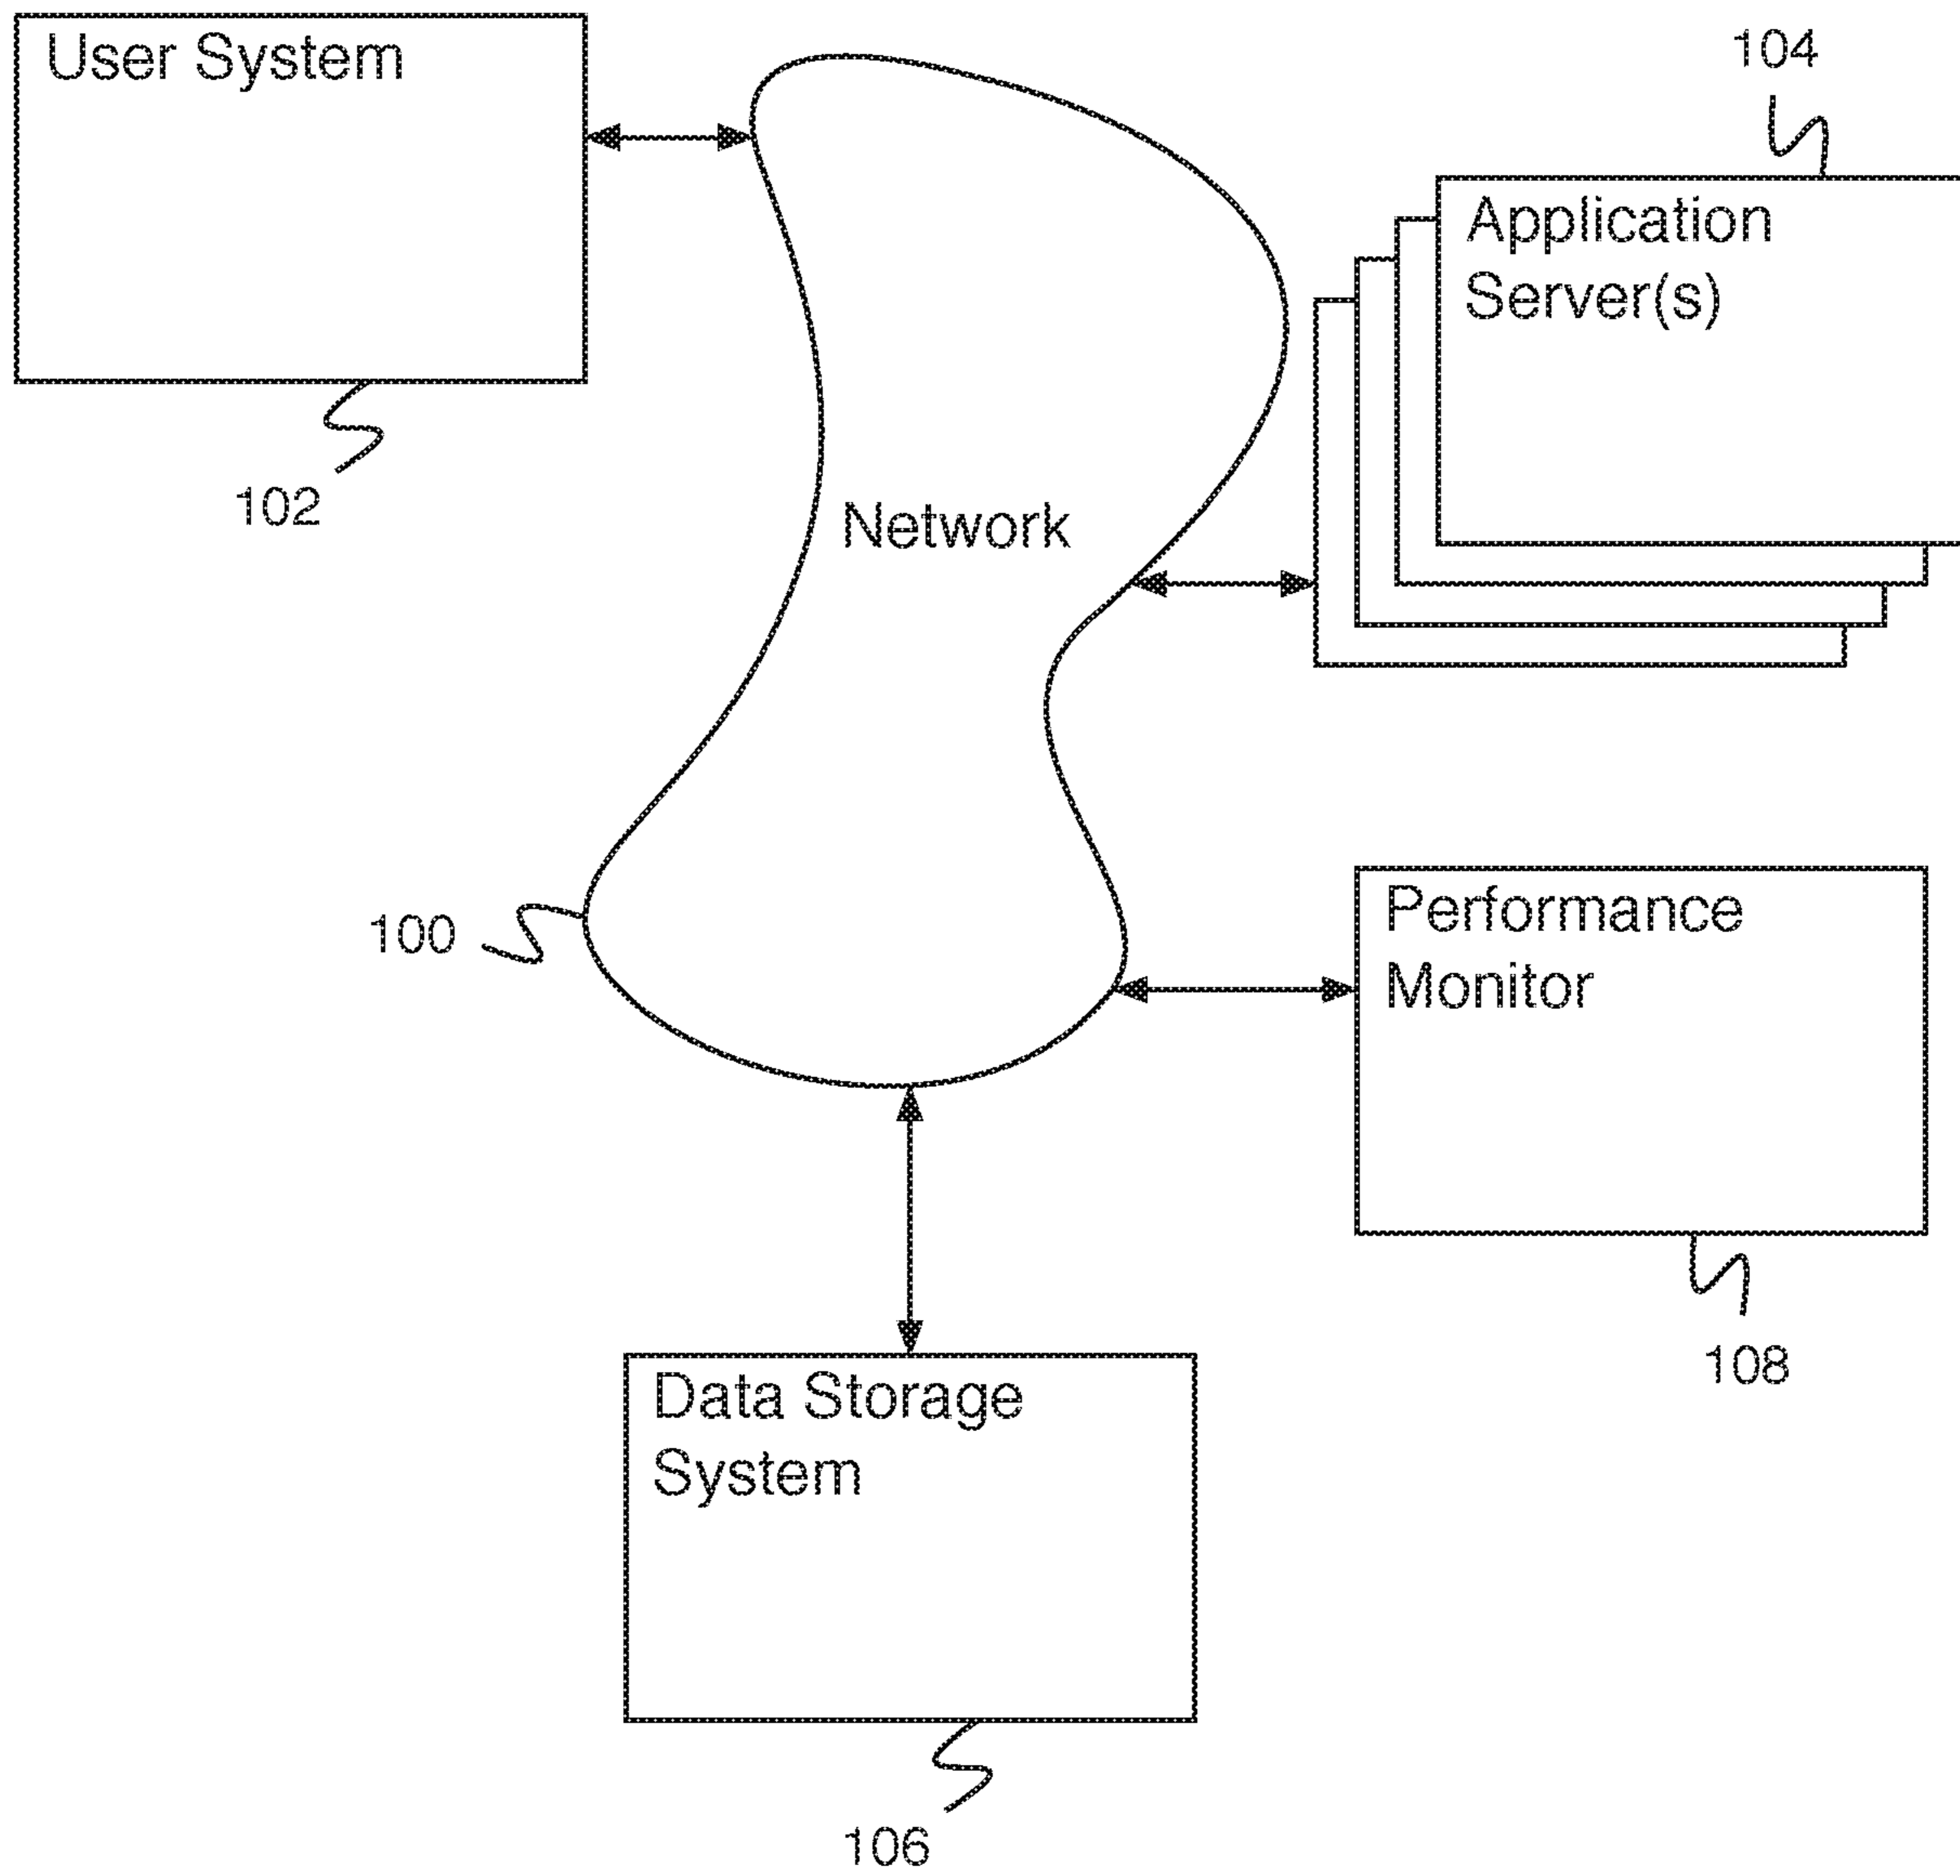 User System
102
104
Application
Server(s)
Network
100
Performance
Monitor
108
Data Storage
System
106